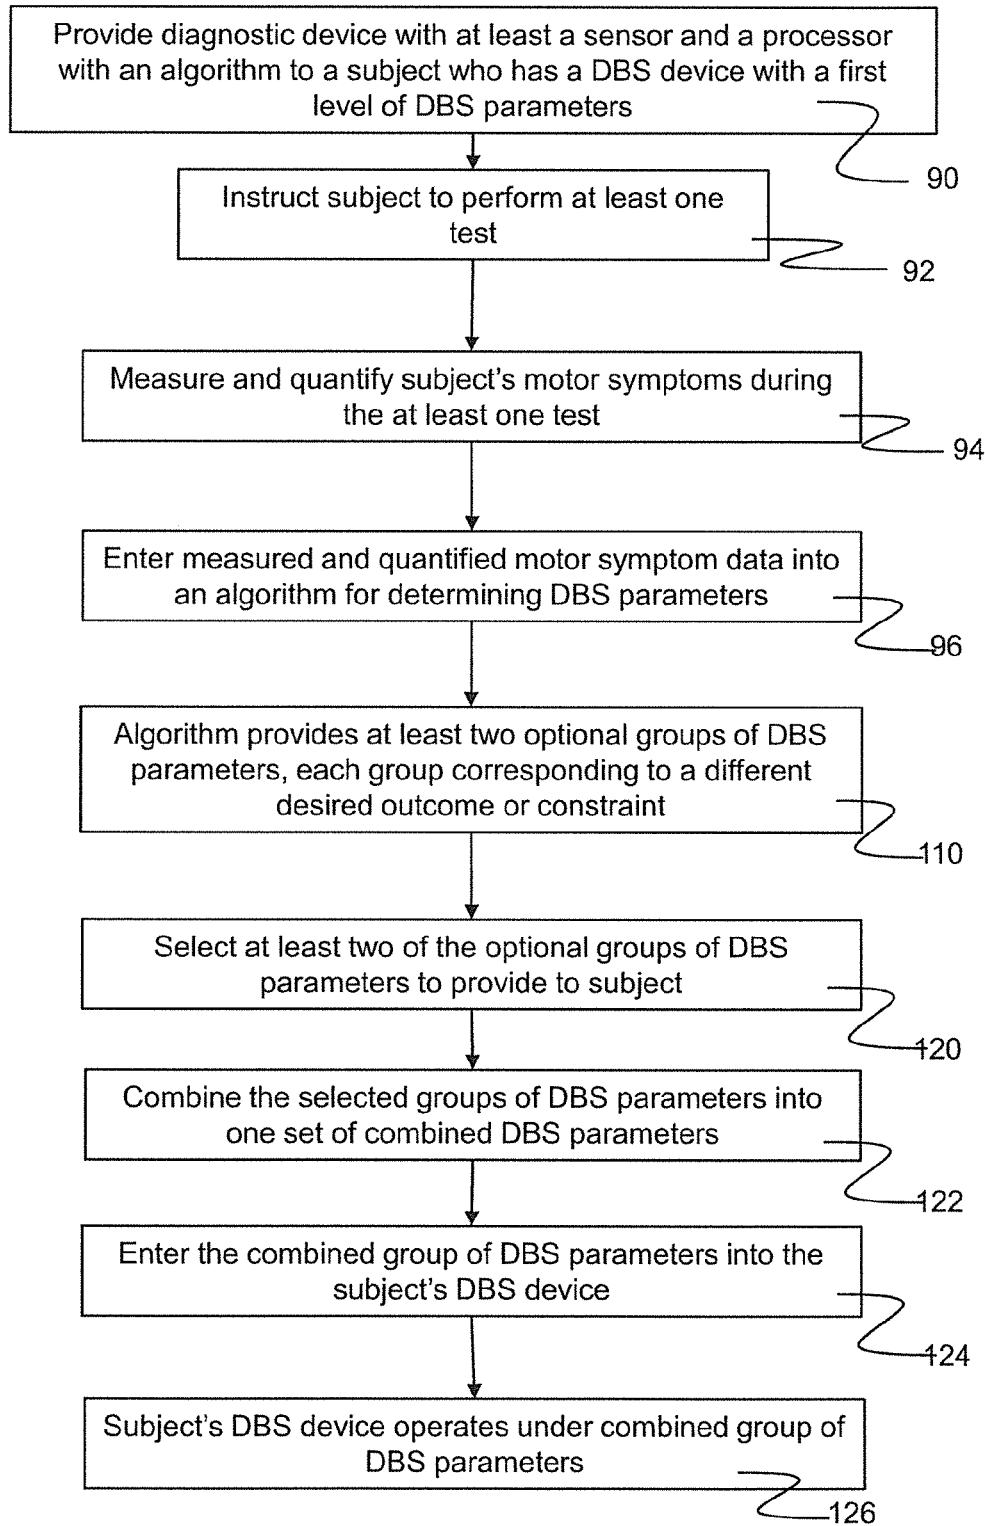 Provide diagnostic device with at least a sensor and a processor
with an algorithm to a subject who has a DBS device with a first
level of DBS parameters
90
Instruct subject to perform at least one
test
92
Measure and quantify subject's motor symptoms during
the at least one test
94
Enter measured and quantified motor symptom data into
an algorithm for determining DBS parameters
96
Algorithm provides at least two optional groups of DBS
parameters, each group corresponding to a different
desired outcome or constraint
110
Select at least two of the optional groups of DBS
parameters to provide to subject
120
Combine the selected groups of DBS parameters into
one set of combined DBS parameters
122
Enter the combined group of DBS parameters into the
subject's DBS device
124
Subject's DBS device operates under combined group of
DBS parameters
126